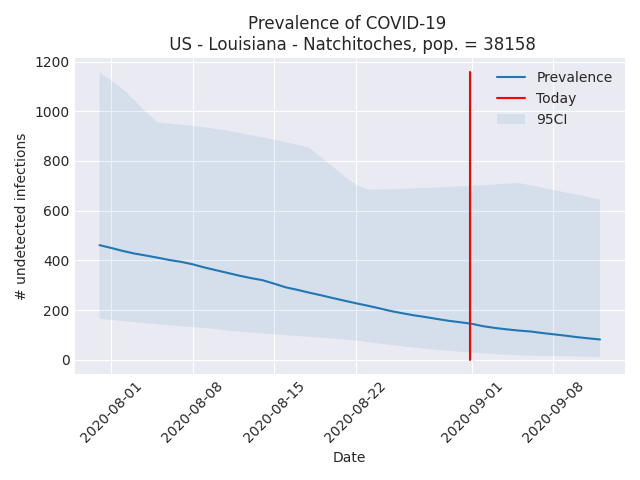 Prevalence of COVID-19
US - Louisiana - Natchitoches, pop. = 38158
Prevalence
Today
95CI
# undetected infections
1200
1000
800
600
400
200
0
2020-08-01
2020-08-08
2020-08-15
2020-08-22
2020-09-01
2020-09-08
Date